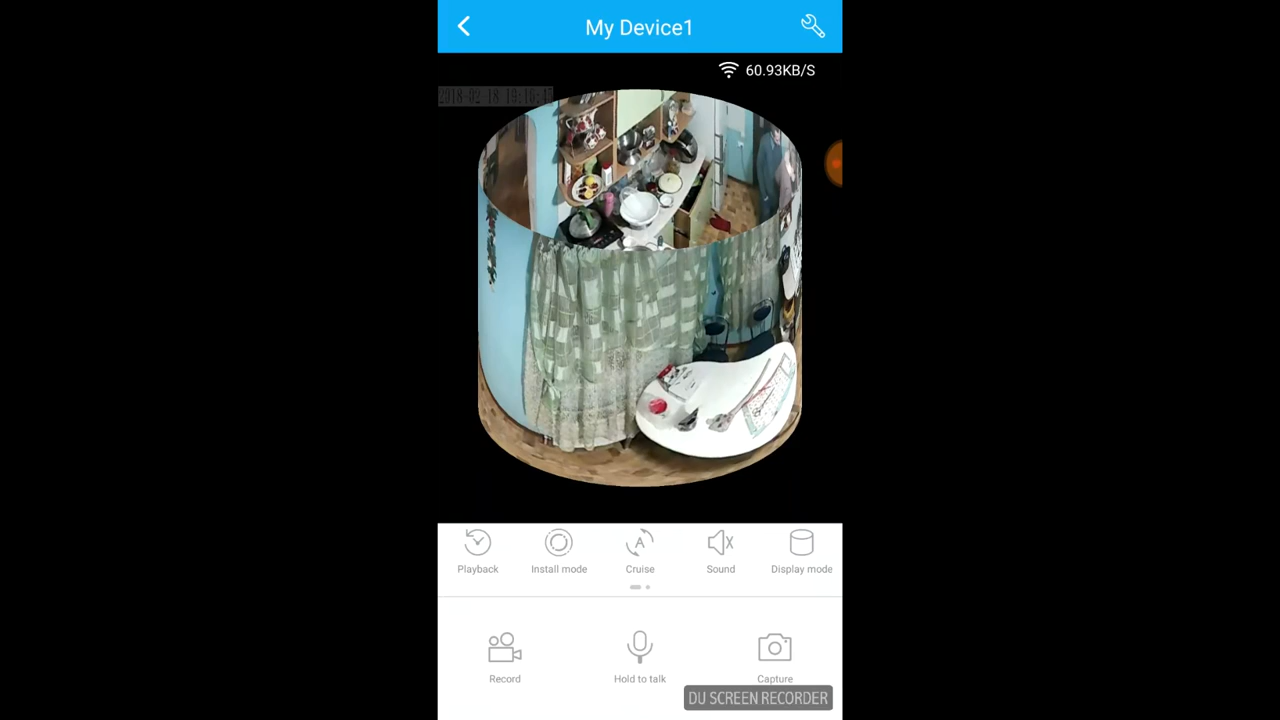 My Device1
60.93KB/S
Playback
Install mode
Cruise
Sound
Display mode
Record
Hold to talk
Capture
DU SCREEN RECORDER